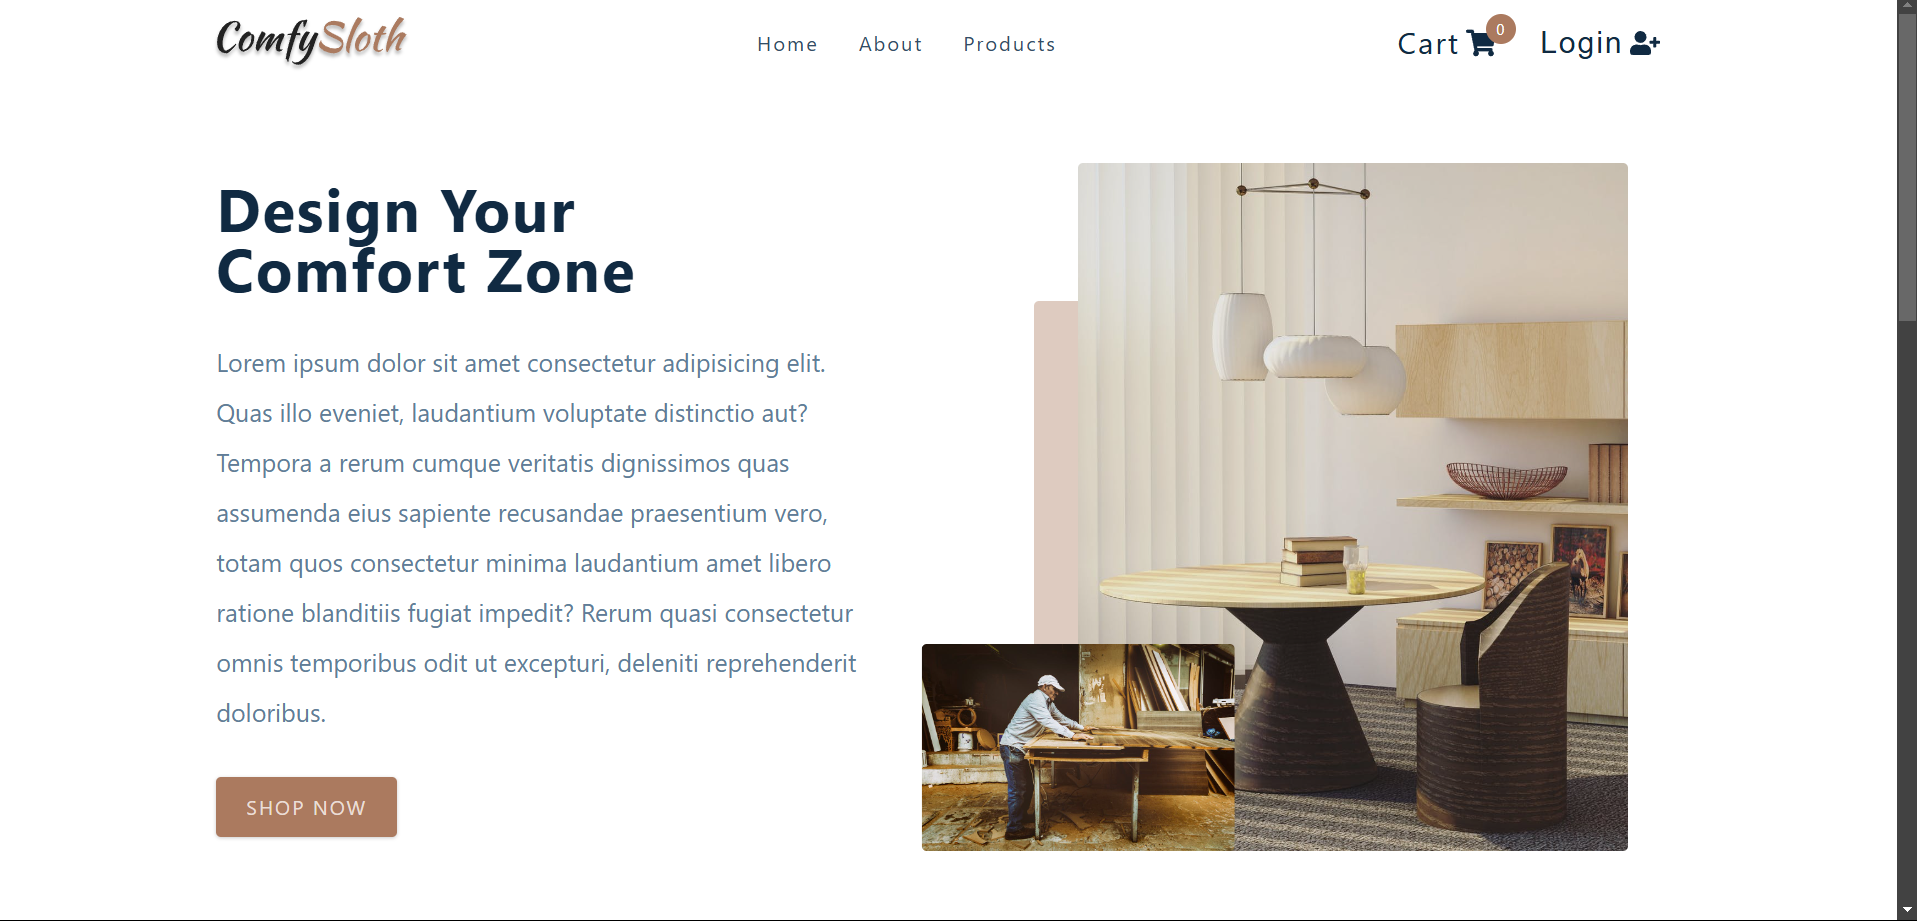 ComfySloth
Home About Products
Cart 0 Login
Design Your
Comfort Zone
Lorem ipsum dolor sit amet consectetur adipisicing elit.
Quas illo eveniet, laudantium voluptate distinctio aut?
Tempora a rerum cumque veritatis dignissimos quas
assumenda eius sapiente recusandae praesentium vero,
totam quos consectetur minima laudantium amet libero
ratione blanditiis fugiat impedit? Rerum quasi consectetur
omnis temporibus odit ut excepturi, deleniti reprehenderit
doloribus.
SHOP NOW